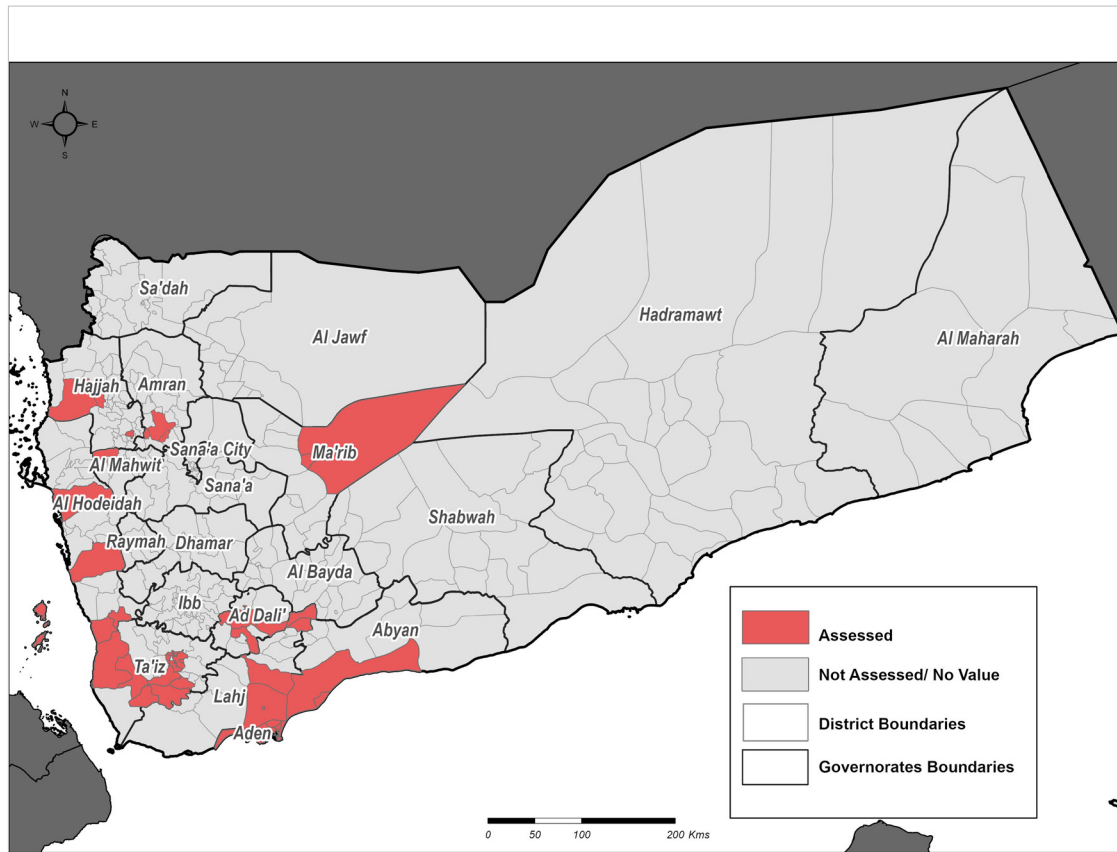 N
W E
S
Sa'dah
Hadramawt
Al Jawf
Al Maharah
Hajjah
Amran
Sana'a City
Ma'rib
Al Mahwit
Sana'a
Al Hodeidah
Shabwah
Raymah
Dhamar
Al Bayda
Ibb
Ad Dali'
Abyan
Ta'iz
Lahj
Aden
Assessed
Not Assessed/ No Value
District Boundaries
Governorates Boundaries
0 50 100 200 Kms